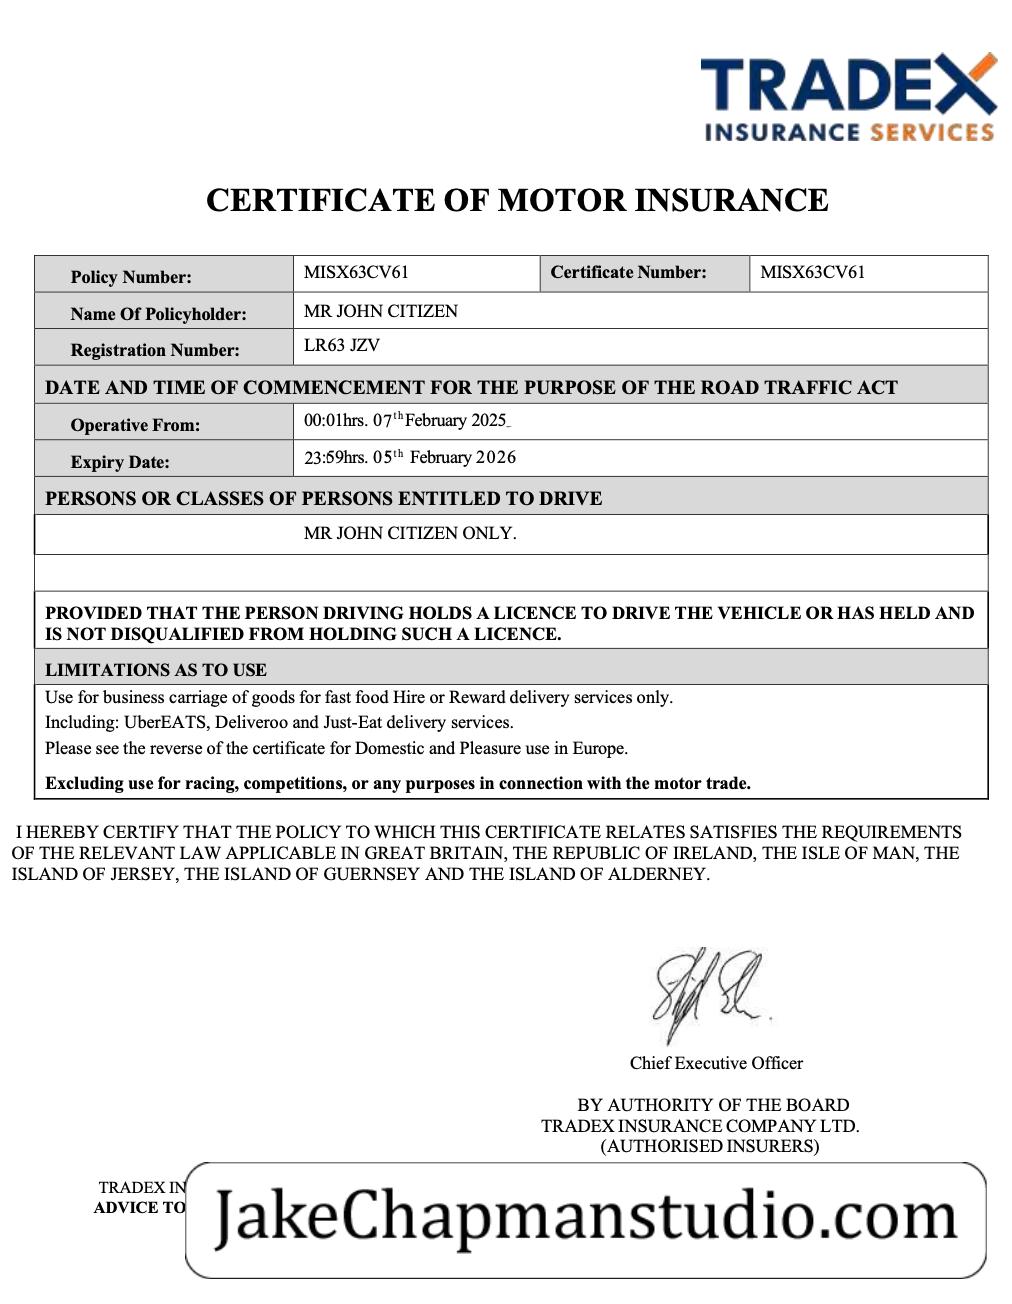 TRADEX
INSURANCE SERVICES
CERTIFICATE OF MOTOR INSURANCE
Policy Number: MISX63CV61 Certificate Number: MISX63CV61
Name Of Policyholder: MR JOHN CITIZEN
Registration Number: LR63 JZV
DATE AND TIME OF COMMENCEMENT FOR THE PURPOSE OF THE ROAD TRAFFIC ACT
Operative From: 00:01hrs. 07th February 2025
Expiry Date: 23:59hrs. 05th February 2026
PERSONS OR CLASSES OF PERSONS ENTITLED TO DRIVE
MR JOHN CITIZEN ONLY.
PROVIDED THAT THE PERSON DRIVING HOLDS A LICENCE TO DRIVE THE VEHICLE OR HAS HELD AND
IS NOT DISQUALIFIED FROM HOLDING SUCH A LICENCE.
LIMITATIONS AS TO USE
Use for business carriage of goods for fast food Hire or Reward delivery services only.
Including: UberEATS, Deliveroo and Just-Eat delivery services.
Please see the reverse of the certificate for Domestic and Pleasure use in Europe.
Excluding use for racing, competitions, or any purposes in connection with the motor trade.
I HEREBY CERTIFY THAT THE POLICY TO WHICH THIS CERTIFICATE RELATES SATISFIES THE REQUIREMENTS
OF THE RELEVANT LAW APPLICABLE IN GREAT BRITAIN, THE REPUBLIC OF IRELAND, THE ISLE OF MAN, THE
ISLAND OF JERSEY, THE ISLAND OF GUERNSEY AND THE ISLAND OF ALDERNEY.
Chief Executive Officer
BY AUTHORITY OF THE BOARD
TRADEX INSURANCE COMPANY LTD.
(AUTHORISED INSURERS)
TRADEX IN
ADVICE TO
JakeChapmanstudio.com